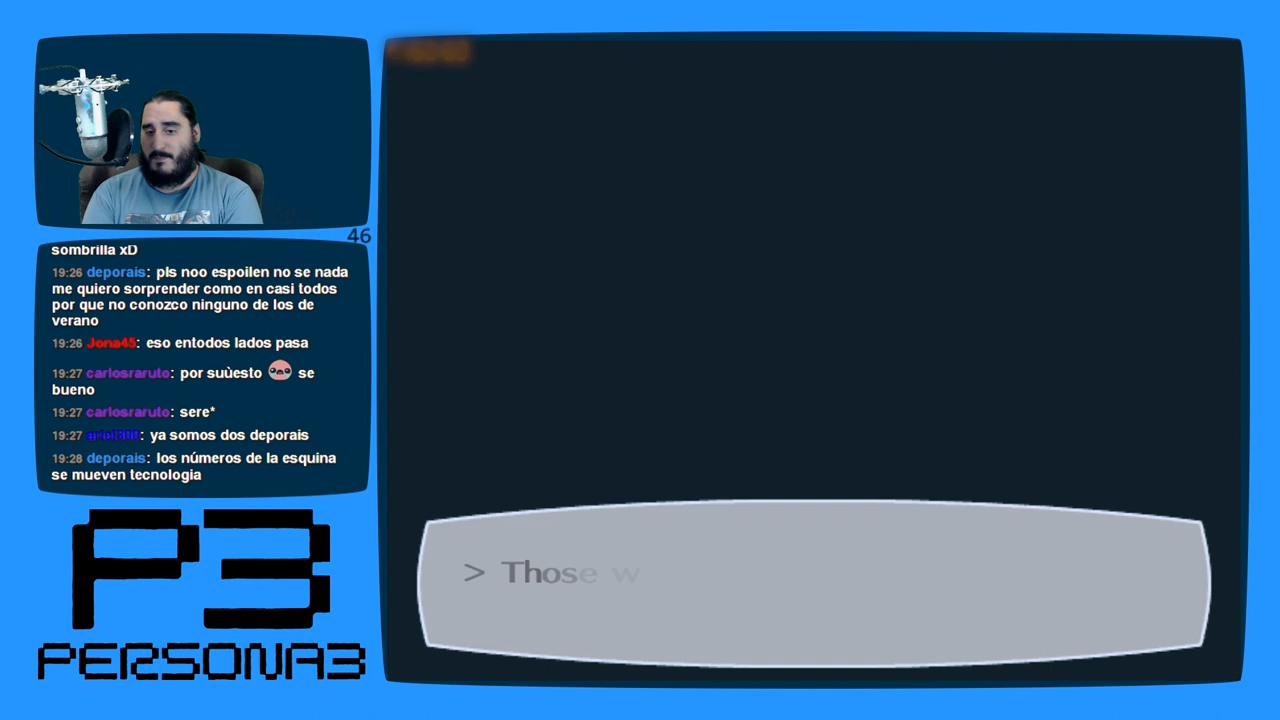 46
sombrilla xD
19:26 deporais: pls noo espoilen no se nada
me quiero sorprender como en casi todos
por que no conozco ninguno de los de
verano
19:26 Jona45: eso entodos lados pasa
19:27 carlosraruto: por suùesto se
bueno
19:27 carlosraruto: sere*
19:27 : ya somos dos deporais
19:28 deporais: los números de la esquina
se mueven tecnologia
P3
PERSONA3
> Those w